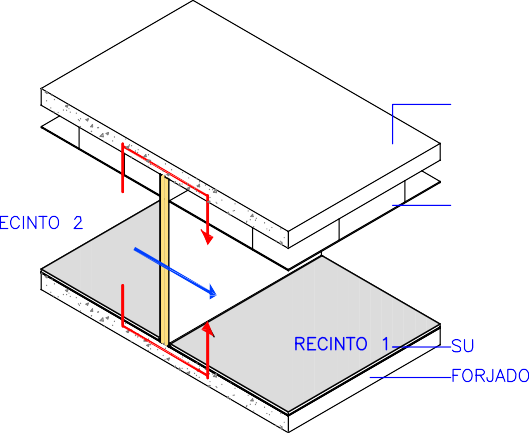 ECINTO 2
RECINTO 1
SU
FORJADO